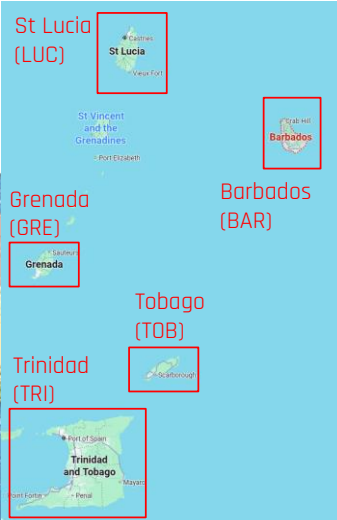 St Lucia
(LUC)
Castries
St Lucia
Vieux Fort
St Vincent
and the
Grenadines
Port Elizabeth
Crab Hill
Barbados
Barbados
(BAR)
Grenada
(GRE)
Sauteurs
Grenada
Tobago
(TOB)
Scarborough
Trinidad
(TRI)
Port of Spain
Trinidad
and Tobago
Mayaro
Point Fortin
Penal